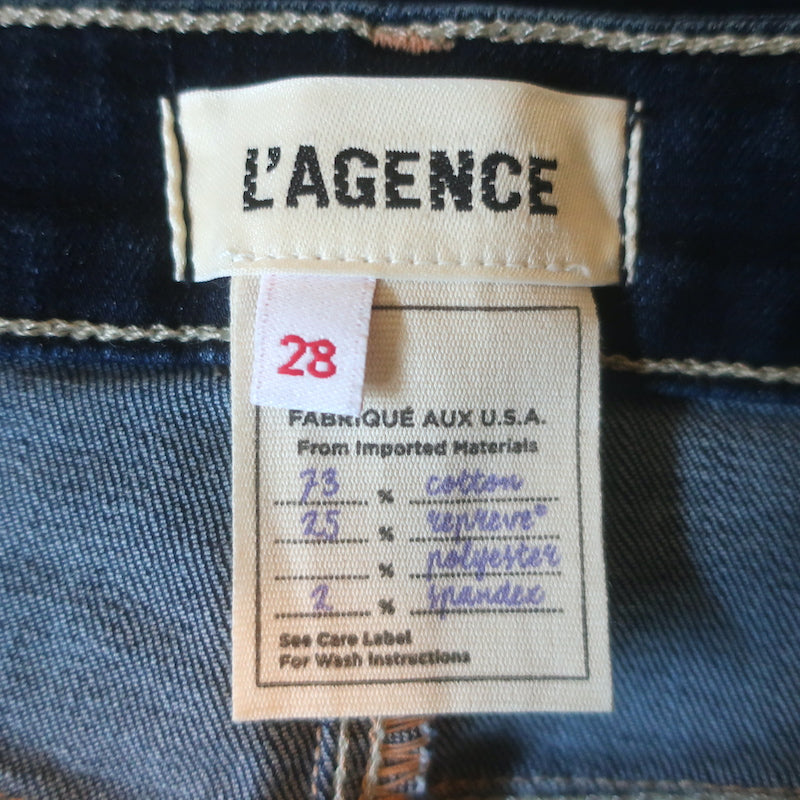 L'AGENCE
28
FABRIQUÉ AUX U.S.A.
From Imported Materials
73 % cotton
25 % repreve®
% polyester
2 % spandex
See Care Label
For Wash Instructions